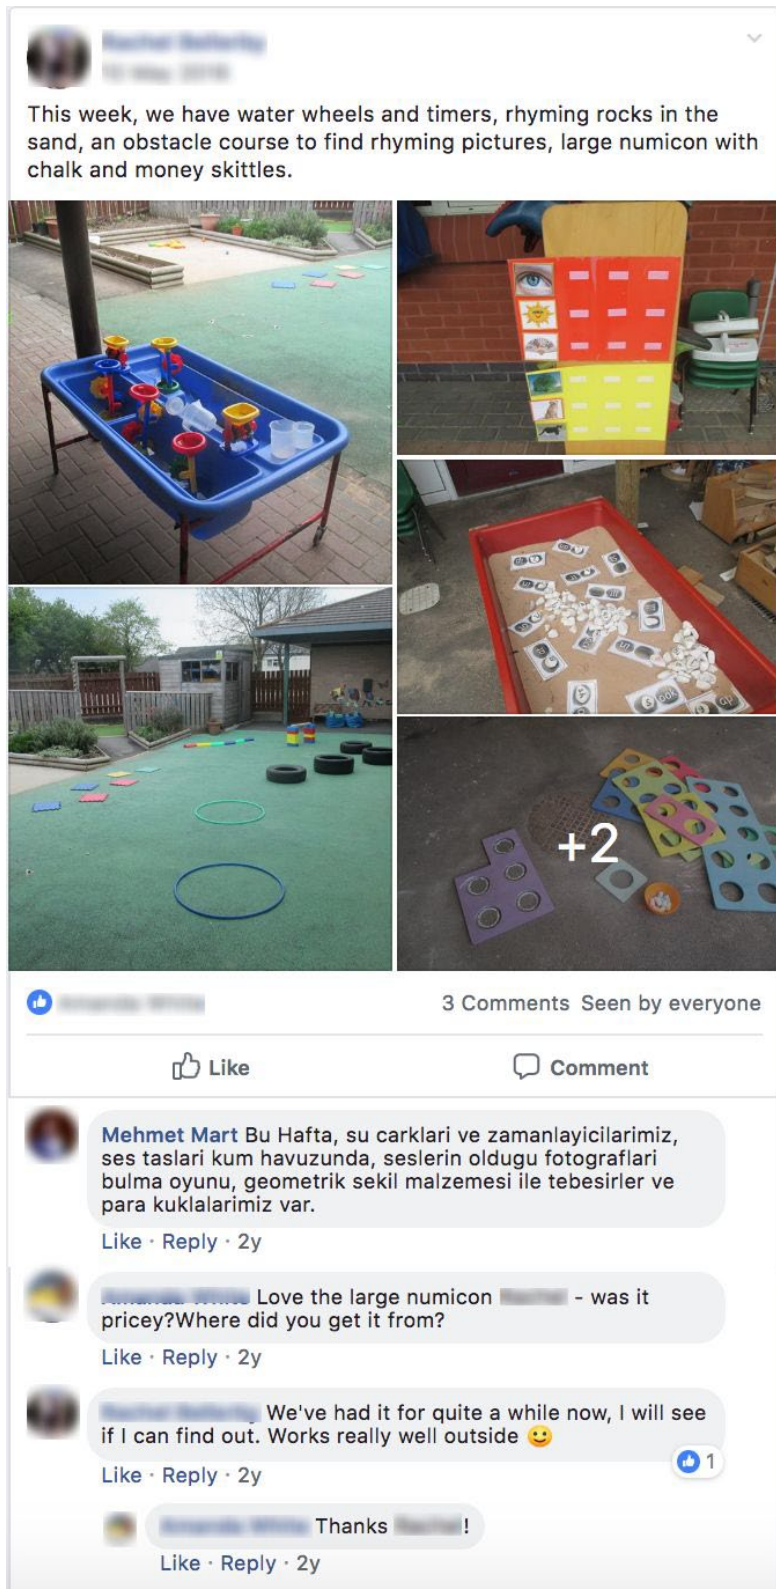 This week, we have water wheels and timers, rhyming rocks in the
sand, an obstacle course to find rhyming pictures, large numicon with
chalk and money skittles.
+2
3 Comments Seen by everyone
Like Comment
Mehmet Mart Bu Hafta, su carklari ve zamanlayicilarimiz,
ses taslari kum havuzunda, seslerin oldugu fotograflari
bulma oyunu, geometrik sekil malzemesi ile tebesirler ve
para kuklalarimiz var.
Like · Reply · 2y
Love the large numicon - was it
pricey?Where did you get it from?
Like · Reply · 2y
We've had it for quite a while now, I will see
if I can find out. Works really well outside
1
Like · Reply · 2y
Thanks !
Like · Reply · 2y